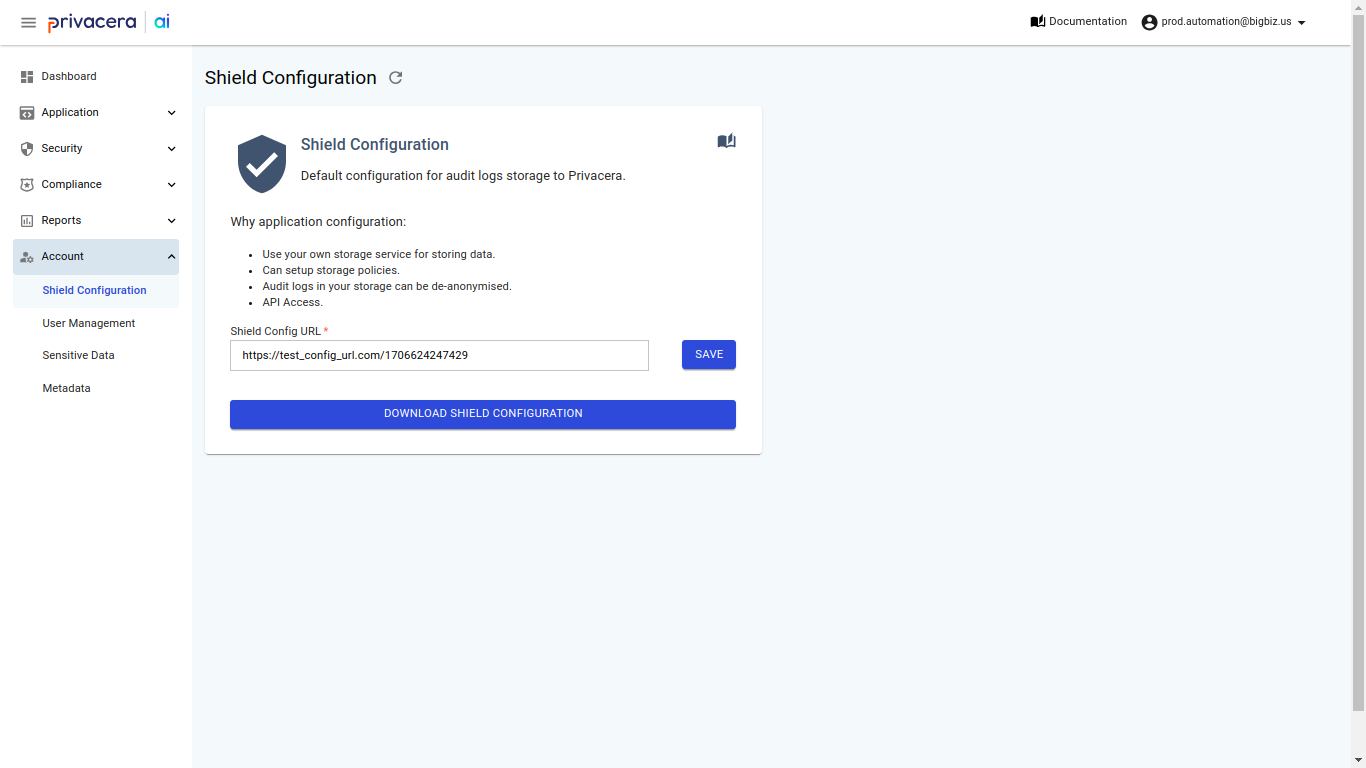 privacera ai
Documentation
prod.automation@bigbiz.us
Dashboard
Application
Security
Compliance
Reports
Account
Shield Configuration
User Management
Sensitive Data
Metadata
Shield Configuration
Shield Configuration
Default configuration for audit logs storage to Privacera.
Why application configuration:
• Use your own storage service for storing data.
• Can setup storage policies.
• Audit logs in your storage can be de-anonymised.
• API Access.
Shield Config URL *
https://test_config_url.com/1706624247429
SAVE
DOWNLOAD SHIELD CONFIGURATION